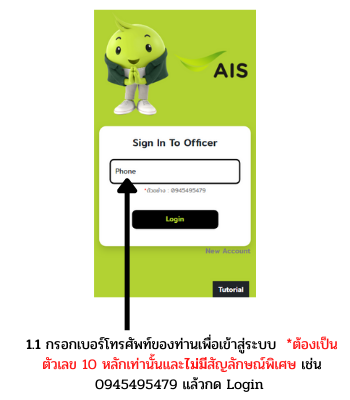 AIS
Sign In To Officer
Phone
*ตัวอย่าง : 0945495479
Login
New Account
Tutorial
1.1 กรอกเบอร์โทรศัพท์ของท่านเพื่อเข้าสู่ระบบ *ต้องเป็น
ตัวเลข 10 หลักเท่านั้นและไม่มีสัญลักษณ์พิเศษ เช่น
0945495479 แล้วกด Login